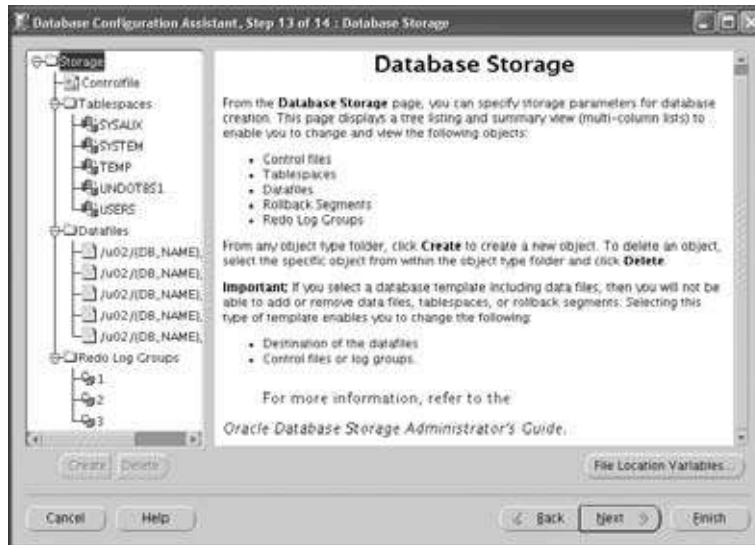 Database Configuration Assistant, Step 13 of 14 : Database Storage
Storage
Controlfile
Tablespaces
SYSAUX
SYSTEM
TEMP
UNDOTBS1
USERS
Datafiles
/u02/{DB_NAME},
/u02/{DB_NAME},
/u02/{DB_NAME},
/u02/{DB_NAME},
/u02/{DB_NAME},
Redo Log Groups
1
2
3
Create
Delete
Database Storage
From the Database Storage page, you can specify storage parameters for database
creation. This page displays a tree listing and summary view (multi-column lists) to
enable you to change and view the following objects:
• Control files
• Tablespaces
• Datafiles
• Rollback Segments
• Redo Log Groups
From any object type folder, click Create to create a new object. To delete an object,
select the specific object from within the object type folder and click Delete.
Important: If you select a database template including data files, then you will not be
able to add or remove data files, tablespaces, or rollback segments. Selecting this
type of template enables you to change the following:
• Destination of the datafiles
• Control files or log groups.
For more information, refer to the
Oracle Database Storage Administrator's Guide.
File Location Variables...
Cancel
Help
Back
Next
Finish